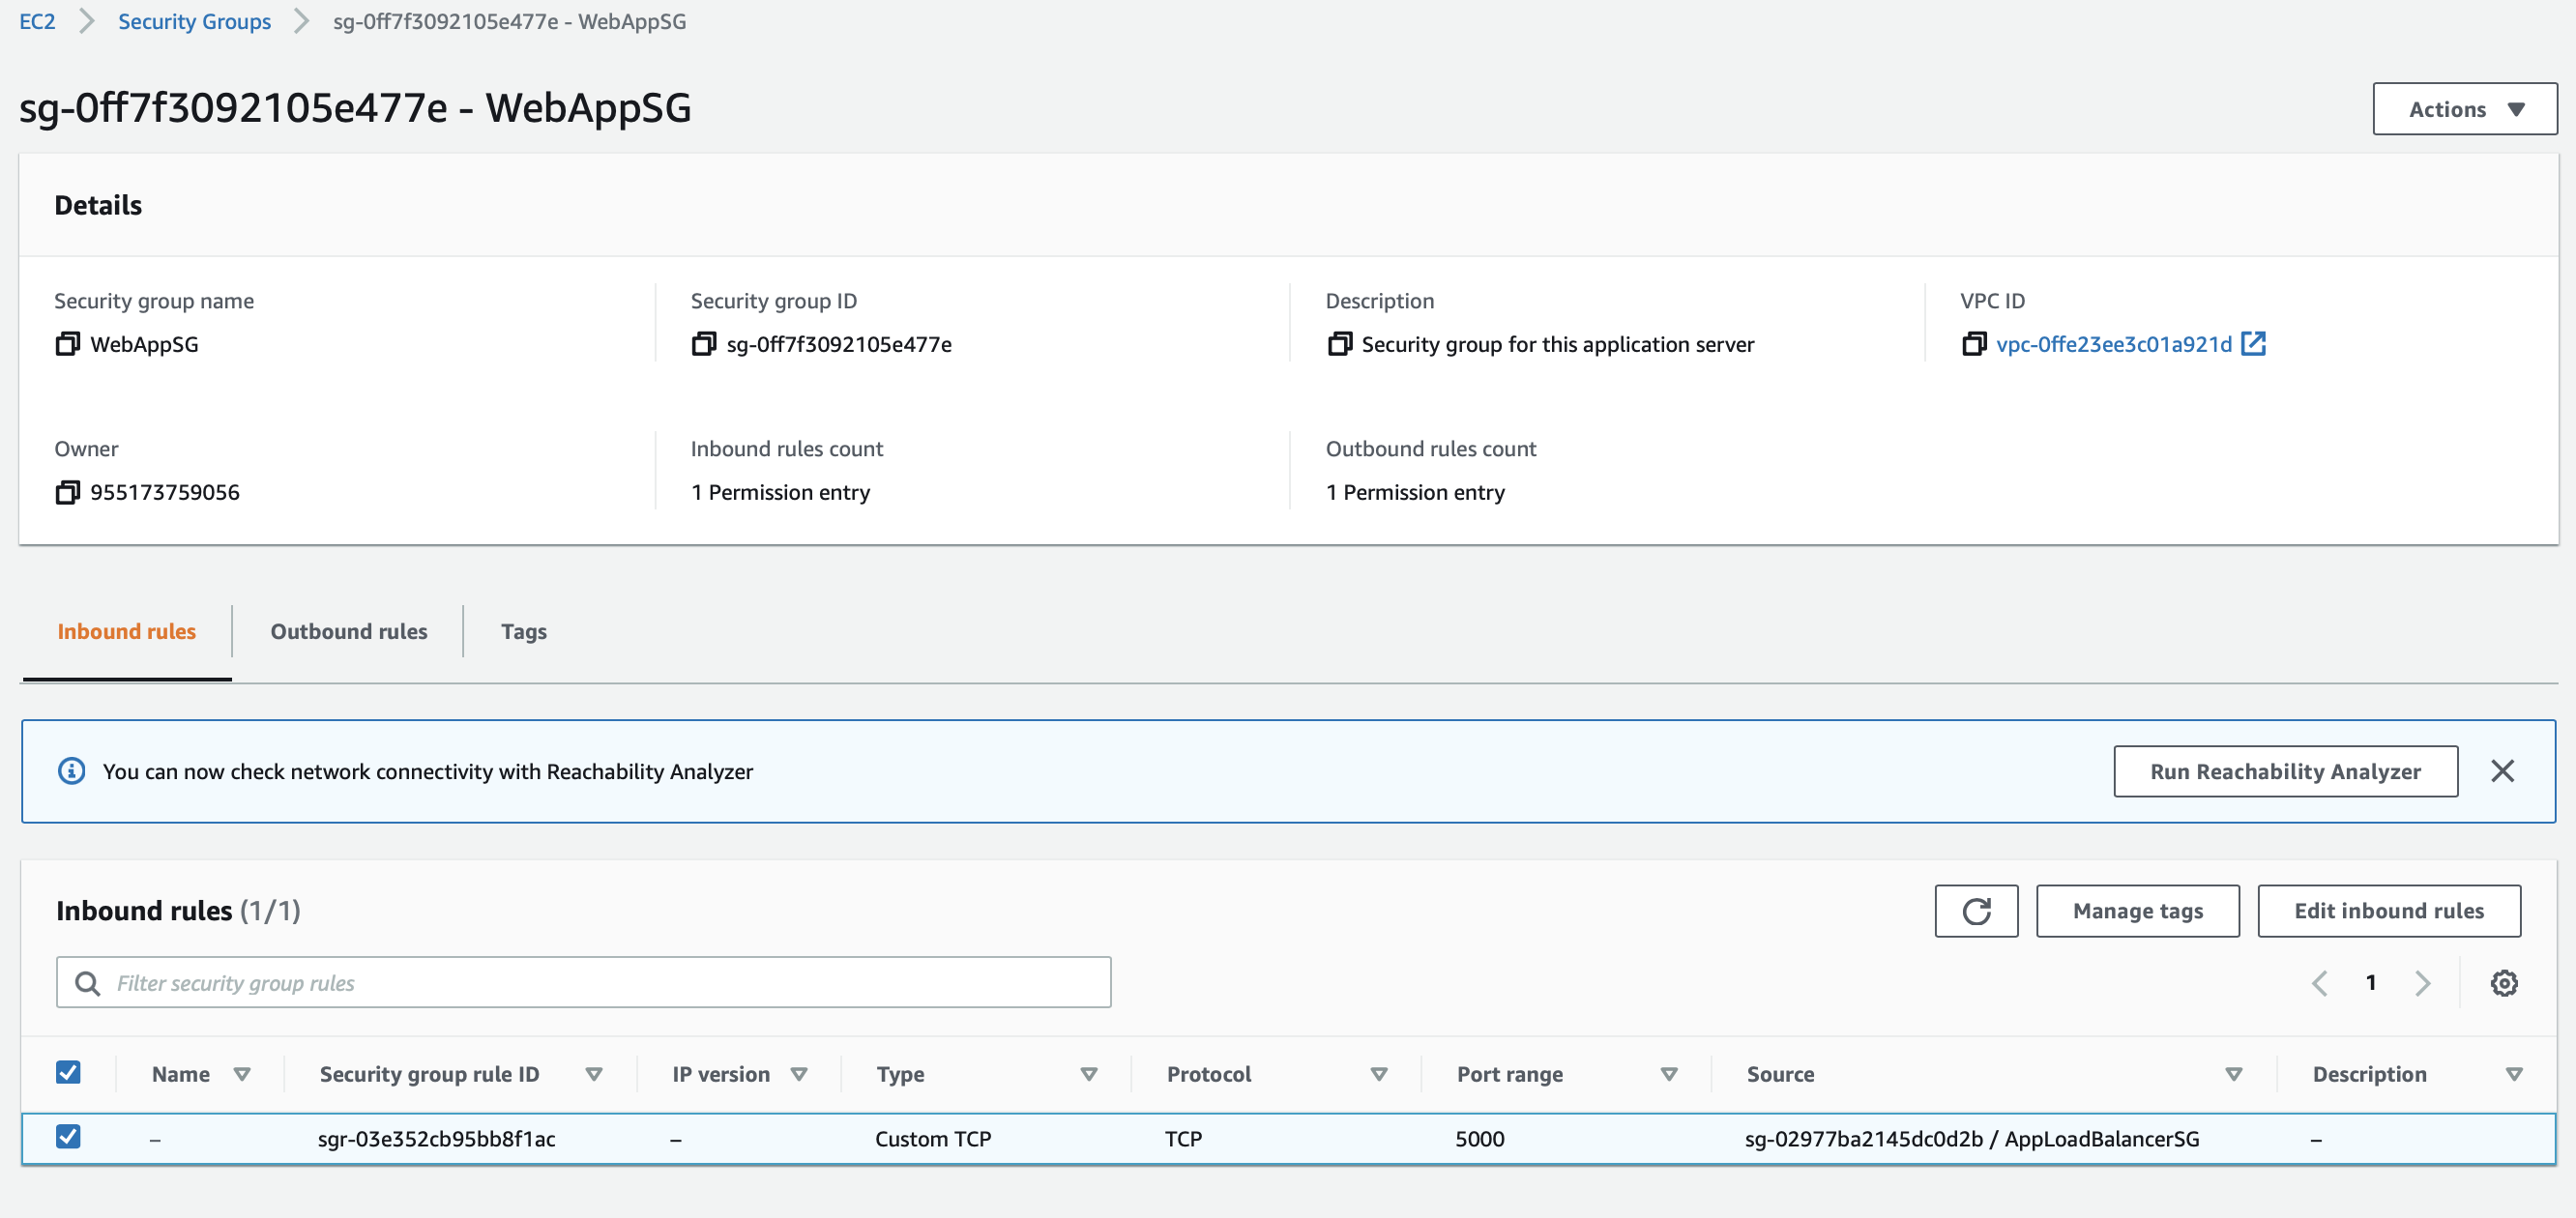 EC2 > Security Groups > sg-0ff7f3092105e477e - WebAppSG
sg-0ff7f3092105e477e - WebAppSG
Actions
Details
Security group name
WebAppSG
Security group ID
sg-0ff7f3092105e477e
Description
Security group for this application server
VPC ID
vpc-0ffe23ee3c01a921d
Owner
955173759056
Inbound rules count
1 Permission entry
Outbound rules count
1 Permission entry
Inbound rules Outbound rules Tags
You can now check network connectivity with Reachability Analyzer
Run Reachability Analyzer
Inbound rules (1/1)
Manage tags
Edit inbound rules
Filter security group rules
1
Name Security group rule ID IP version Type Protocol Port range Source Description
– sgr-03e352cb95bb8f1ac – Custom TCP TCP 5000 sg-02977ba2145dc0d2b / AppLoadBalancerSG –